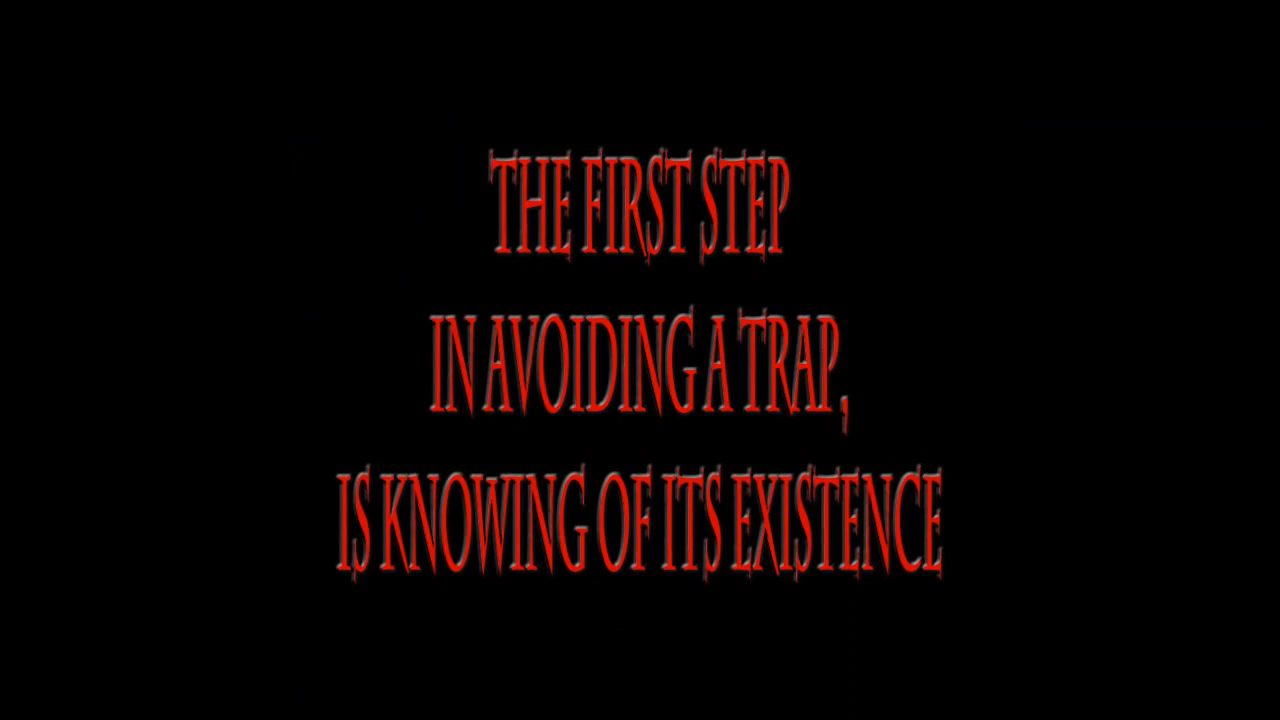 THE FIRST STEP
IN AVOIDING A TRAP,
IS KNOWING OF ITS EXISTENCE